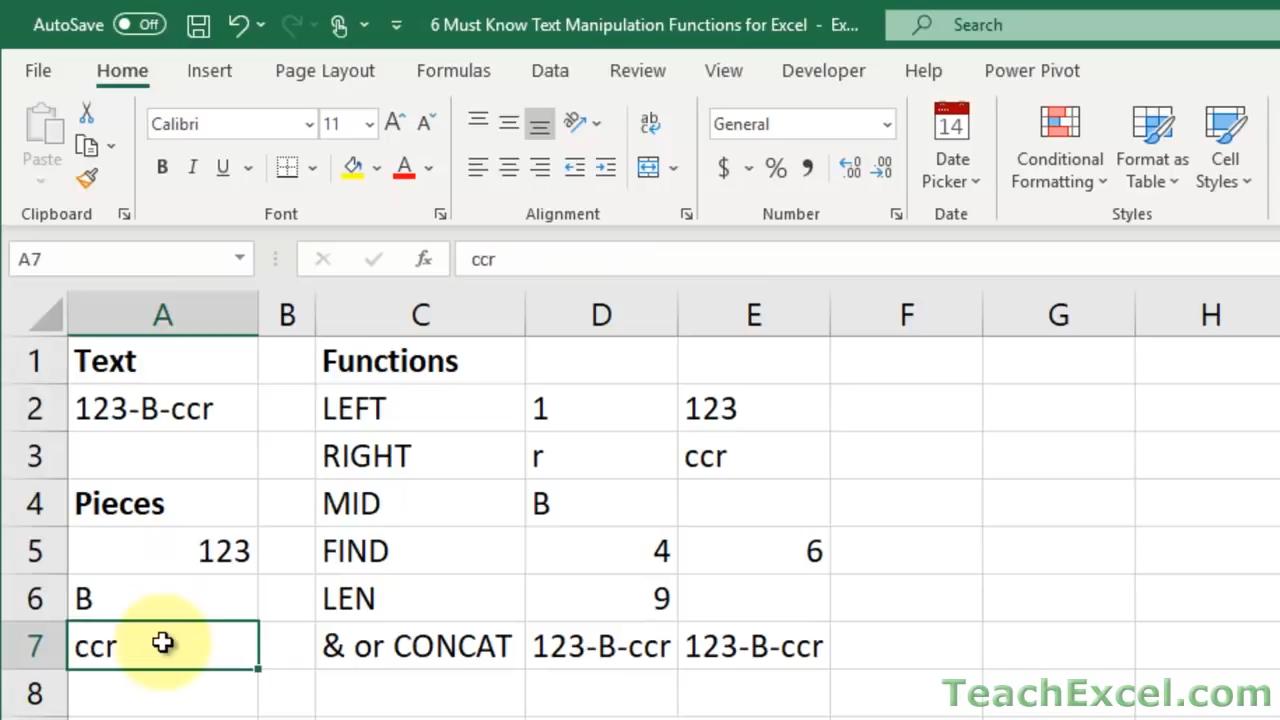 AutoSave Off 6 Must Know Text Manipulation Functions for Excel - Ex... Search
File Home Insert Page Layout Formulas Data Review View Developer Help Power Pivot
Calibri 11 General
Paste
B I U A $ %
Date Picker
Conditional Formatting
Format as Table
Cell Styles
Clipboard Font Alignment Number Date Styles
A7 fx ccr
A B C D E F G H
1 Text Functions
2 123-B-ccr LEFT 1 123
3 RIGHT r ccr
4 Pieces MID B
5 123 FIND 4 6
6 B LEN 9
7 ccr & or CONCAT 123-B-ccr 123-B-ccr
8
TeachExcel.com